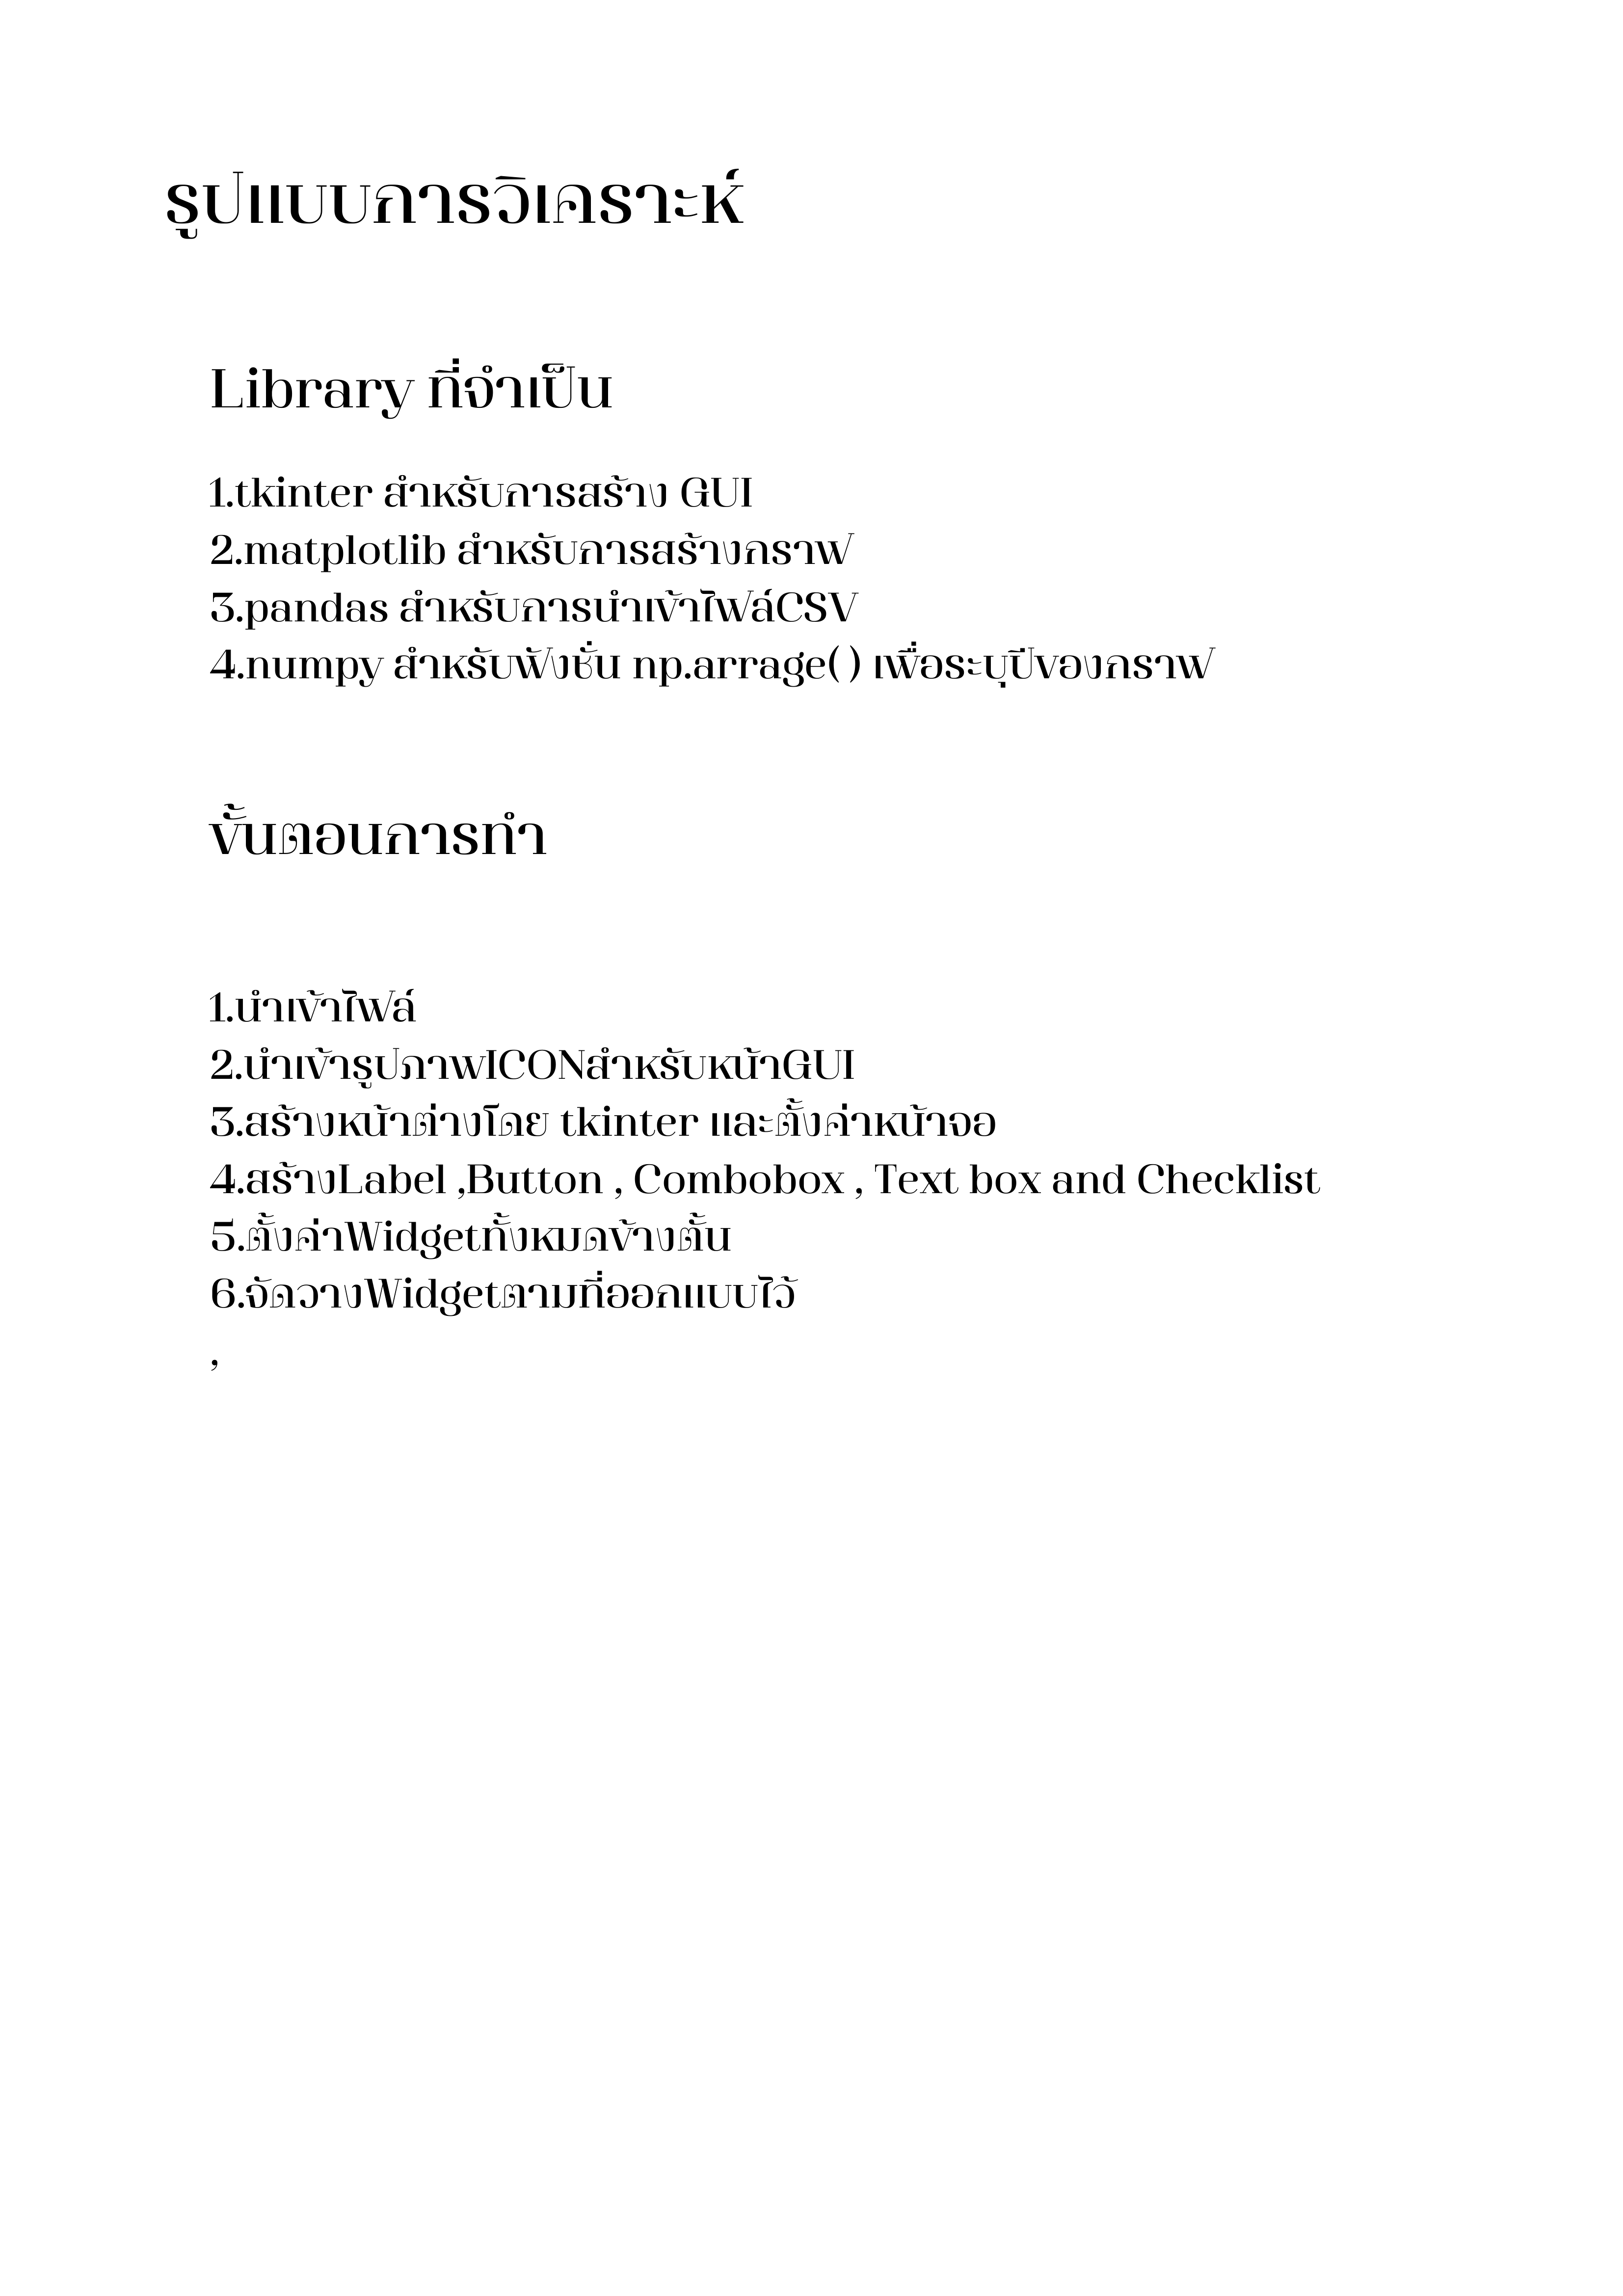 รูปแบบการวิเคราะห์
Library ที่จำเป็น
1.tkinter สำหรับการสร้าง GUI
2.matplotlib สำหรับการสร้างกราฟ
3.pandas สำหรับการนำเข้าไฟล์CSV
4.numpy สำหรับฟังชั่น np.arrage( ) เพื่อระบุปีของกราฟ
ขั้นตอนการทำ
1.นำเข้าไฟล์
2.นำเข้ารูปภาพICONสำหรับหน้าGUI
3.สร้างหน้าต่างโดย tkinter และตั้งค่าหน้าจอ
4.สร้างLabel ,Button , Combobox , Text box and Checklist
5.ตั้งค่าWidgetทั้งหมดข้างตั้น
6.จัดวางWidgetตามที่ออกแบบไว้
,